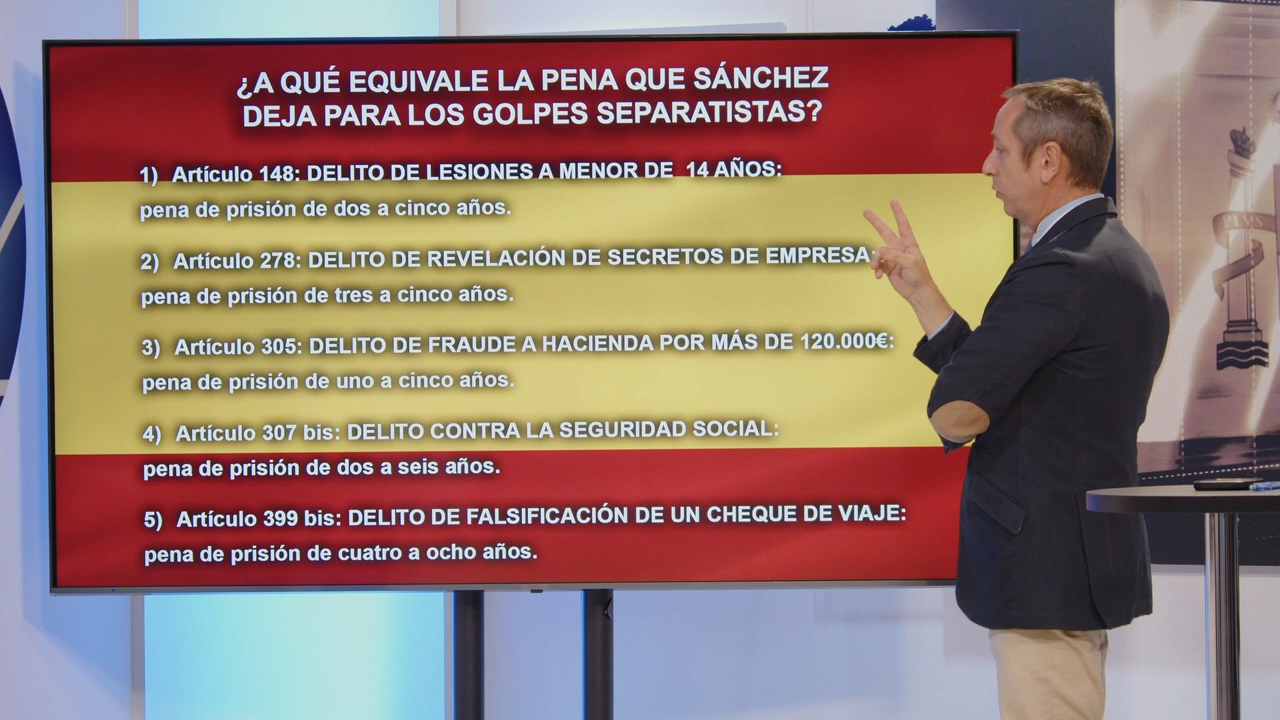 ¿A QUÉ EQUIVALE LA PENA QUE SÁNCHEZ
DEJA PARA LOS GOLPES SEPARATISTAS?
1) Artículo 148: DELITO DE LESIONES A MENOR DE 14 AÑOS:
pena de prisión de dos a cinco años.
2) Artículo 278: DELITO DE REVELACIÓN DE SECRETOS DE EMPRESA
pena de prisión de tres a cinco años.
3) Artículo 305: DELITO DE FRAUDE A HACIENDA POR MÁS DE 120.000€:
pena de prisión de uno a cinco años.
4) Artículo 307 bis: DELITO CONTRA LA SEGURIDAD SOCIAL:
pena de prisión de dos a seis años.
5) Artículo 399 bis: DELITO DE FALSIFICACIÓN DE UN CHEQUE DE VIAJE:
pena de prisión de cuatro a ocho años.